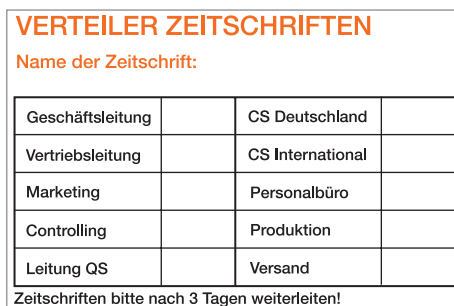 VERTEILER ZEITSCHRIFTEN
Name der Zeitschrift:
Geschäftsleitung CS Deutschland
Vertriebsleitung CS International
Marketing Personalbüro
Controlling Produktion
Leitung QS Versand
Zeitschriften bitte nach 3 Tagen weiterleiten!